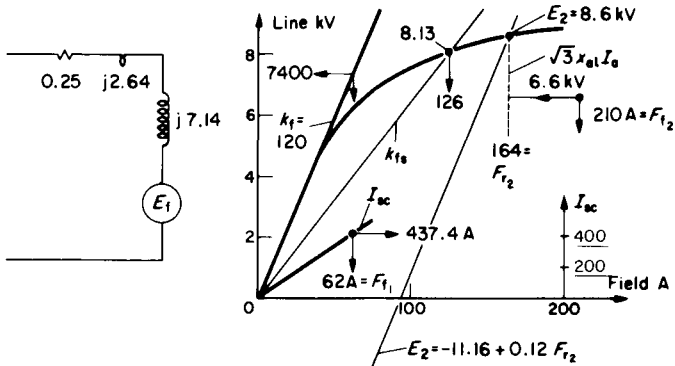 0.25
j2.64
j7.14
E_f
Line kV
8
6
4
2
0
7400
k_f =
120
8.13
126
k_fs
E_2 = 8.6 kV
√3 x_al I_a
6.6 kV
210 A = F_f2
164 =
F_r2
I_sc
437.4 A
62A = F_f1
I_sc
400
200
Field A
100
200
E_2 = -11.16 + 0.12 F_r2